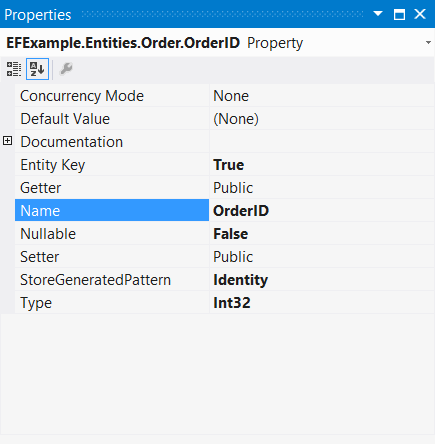 Properties
EFExample.Entities.Order.OrderID Property
Concurrency Mode None
Default Value (None)
Documentation
Entity Key True
Getter Public
Name OrderID
Nullable False
Setter Public
StoreGeneratedPattern Identity
Type Int32